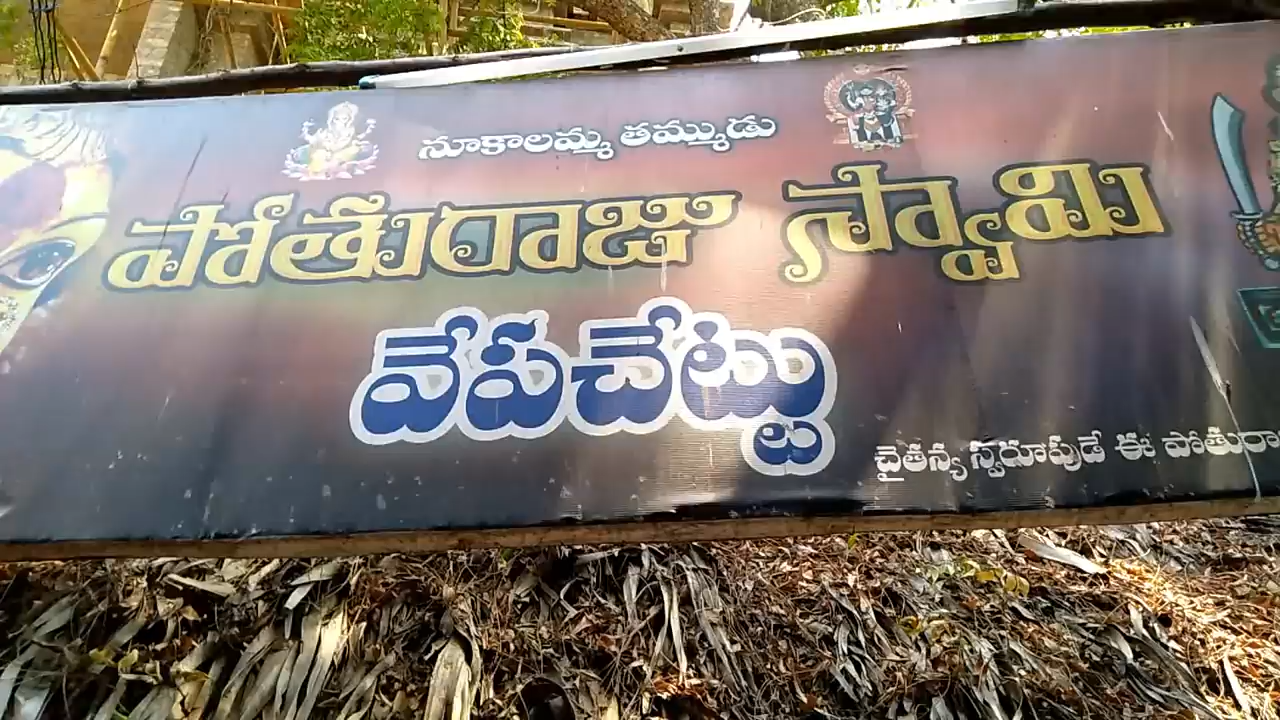 నూకాలమ్మ తమ్ముడు
పోతురాజు స్వామి
వేపచెట్టు
చైతన్య స్వరూపుడే ఈ